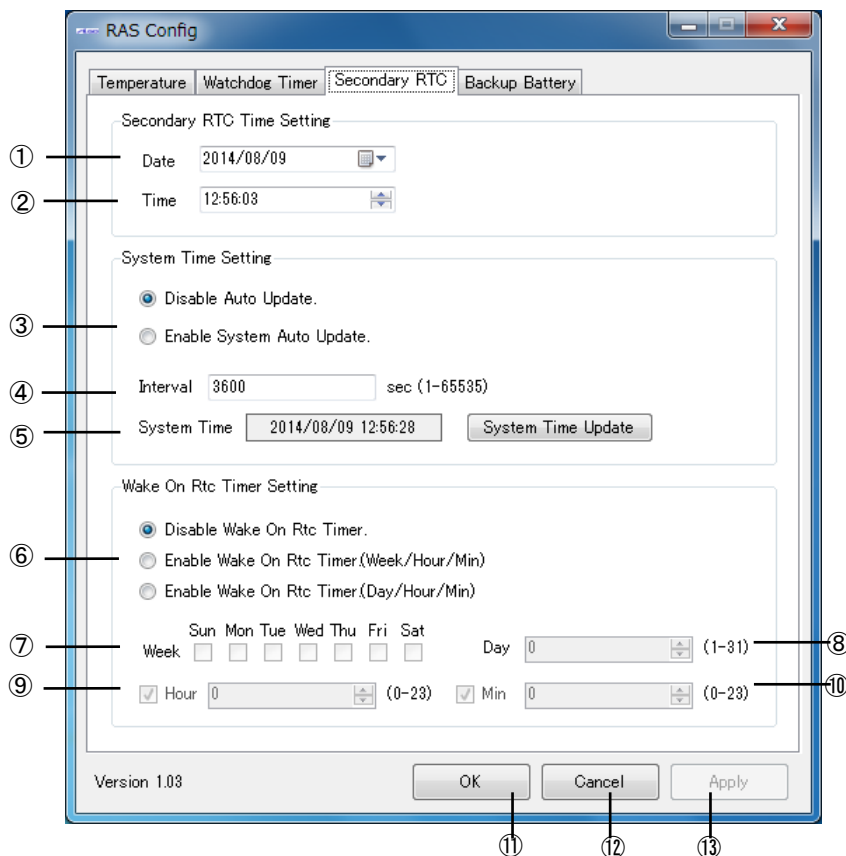 RAS Config
Temperature Watchdog Timer Secondary RTC Backup Battery
Secondary RTC Time Setting
① Date 2014/08/09
② Time 12:56:03
System Time Setting
Disable Auto Update.
③
Enable System Auto Update.
④ Interval 3600 sec (1-65535)
⑤ System Time 2014/08/09 12:56:28 System Time Update
Wake On Rtc Timer Setting
Disable Wake On Rtc Timer.
⑥ Enable Wake On Rtc Timer.(Week/Hour/Min)
Enable Wake On Rtc Timer.(Day/Hour/Min)
Sun Mon Tue Wed Thu Fri Sat
⑦ Week Day 0 (1-31) ⑧
⑨ Hour 0 (0-23) Min 0 (0-23) ⑩
Version 1.03 OK Cancel Apply
⑪ ⑫ ⑬